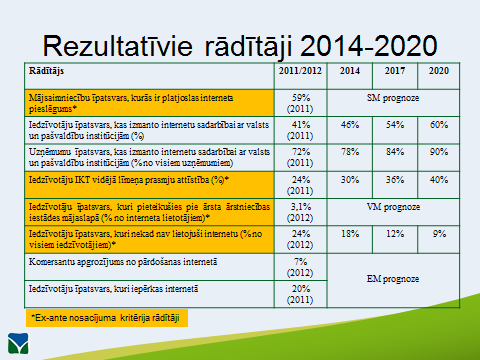 Rezultatīvie rādītāji 2014-2020
Rādītājs 2011/2012 2014 2017 2020
Mājsaimniecību īpatsvars, kurās ir platjoslas interneta
pieslēgums* 59% (2011) SM prognoze
Iedzīvotāju īpatsvars, kas izmanto internetu sadarbībai ar valsts
un pašvaldību institūcijām (%) 41% (2011) 46% 54% 60%
Uzņēmumu īpatsvars, kas izmanto internetu sadarbībai ar valsts
un pašvaldību institūcijām (% no visiem uzņēmumiem) 72% (2011) 78% 84% 90%
Iedzīvotāju IKT vidējā līmeņa prasmju attīstība (%)* 24% (2011) 30% 36% 40%
Iedzīvotāju īpatsvars, kuri pieteikušies pie ārsta ārstniecības
iestādes mājaslapā (% no interneta lietotājiem)* 3,1% (2012) VM prognoze
Iedzīvotāju īpatsvars, kuri nekad nav lietojuši internetu (% no
visiem iedzīvotājiem)* 24% (2012) 18% 12% 9%
Komersantu apgrozījums no pārdošanas internetā 7% (2012) EM prognoze
Iedzīvotāju īpatsvars, kuri iepērkas internetā 20% (2011)
*Ex-ante nosacījuma kritērija rādītāji